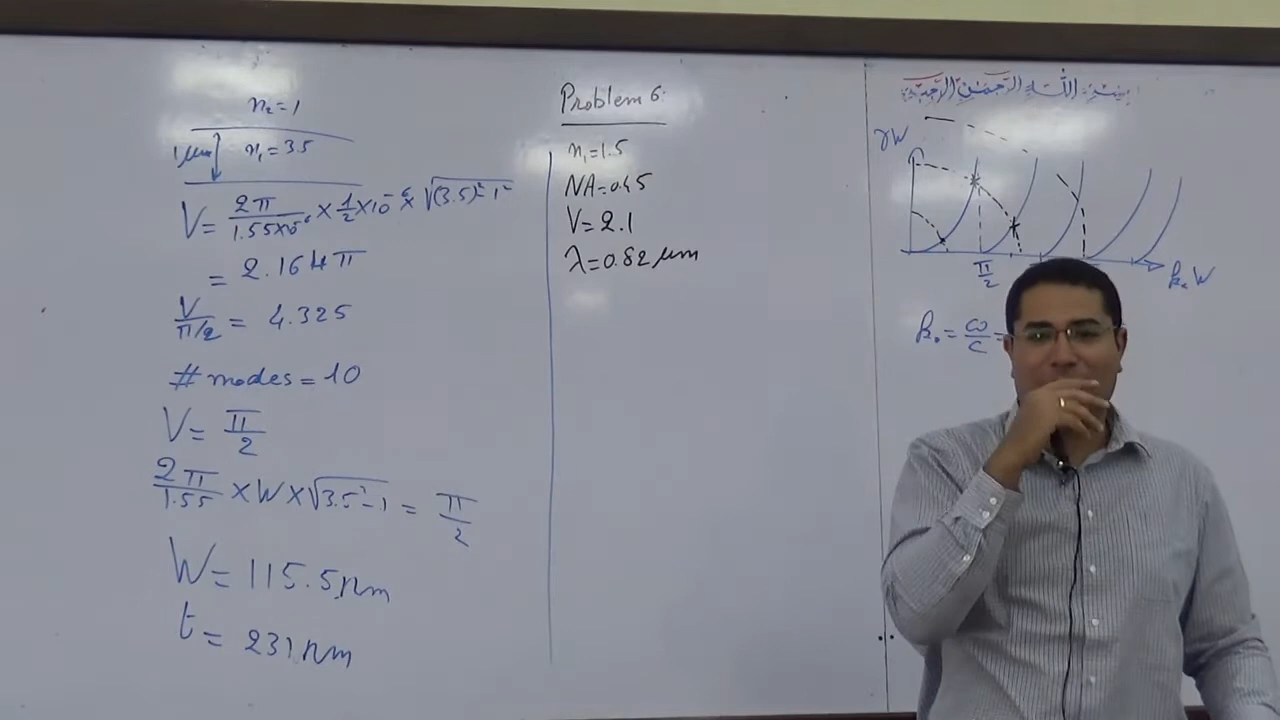 n₂=1
1μm n₁=3.5
V= 2π/1.55×10⁻⁶ × 1/2 ×10⁻⁶ × √(3.5)²-1²
= 2.164π
V/π/2 = 4.325
# modes = 10
V= π/2
2π/1.55 × W × √3.5²-1 = π/2
W= 115.5 nm
t = 231 nm
Problem 6:
n₁=1.5
NA=0.45
V=2.1
λ=0.82 μm
بسم الله الرحمن الرحيم
γW
π/2
kₓ W
k₀ = ω/c =